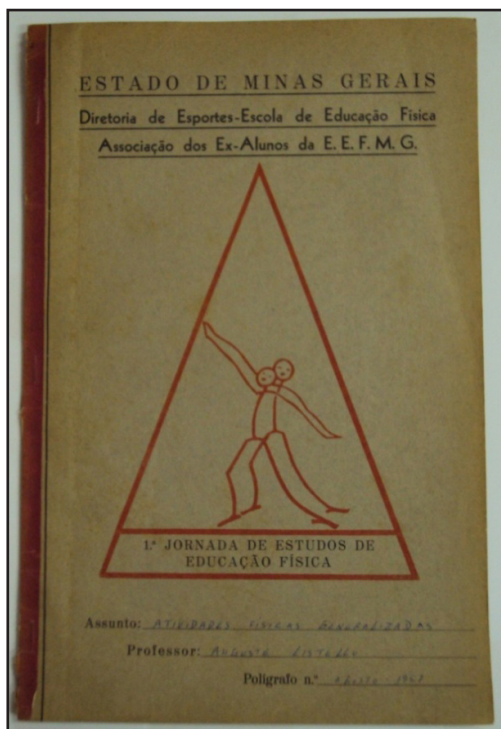 ESTADO DE MINAS GERAIS
Diretoria de Esportes-Escola de Educação Física
Associação dos Ex-Alunos da E. E. F. M. G.
1.ª JORNADA DE ESTUDOS DE
EDUCAÇÃO FÍSICA
Assunto: ATIVIDADES FISICAS GENERALIZADAS
Professor: AUGUSTE LISTELLO
Polígrafo n.º